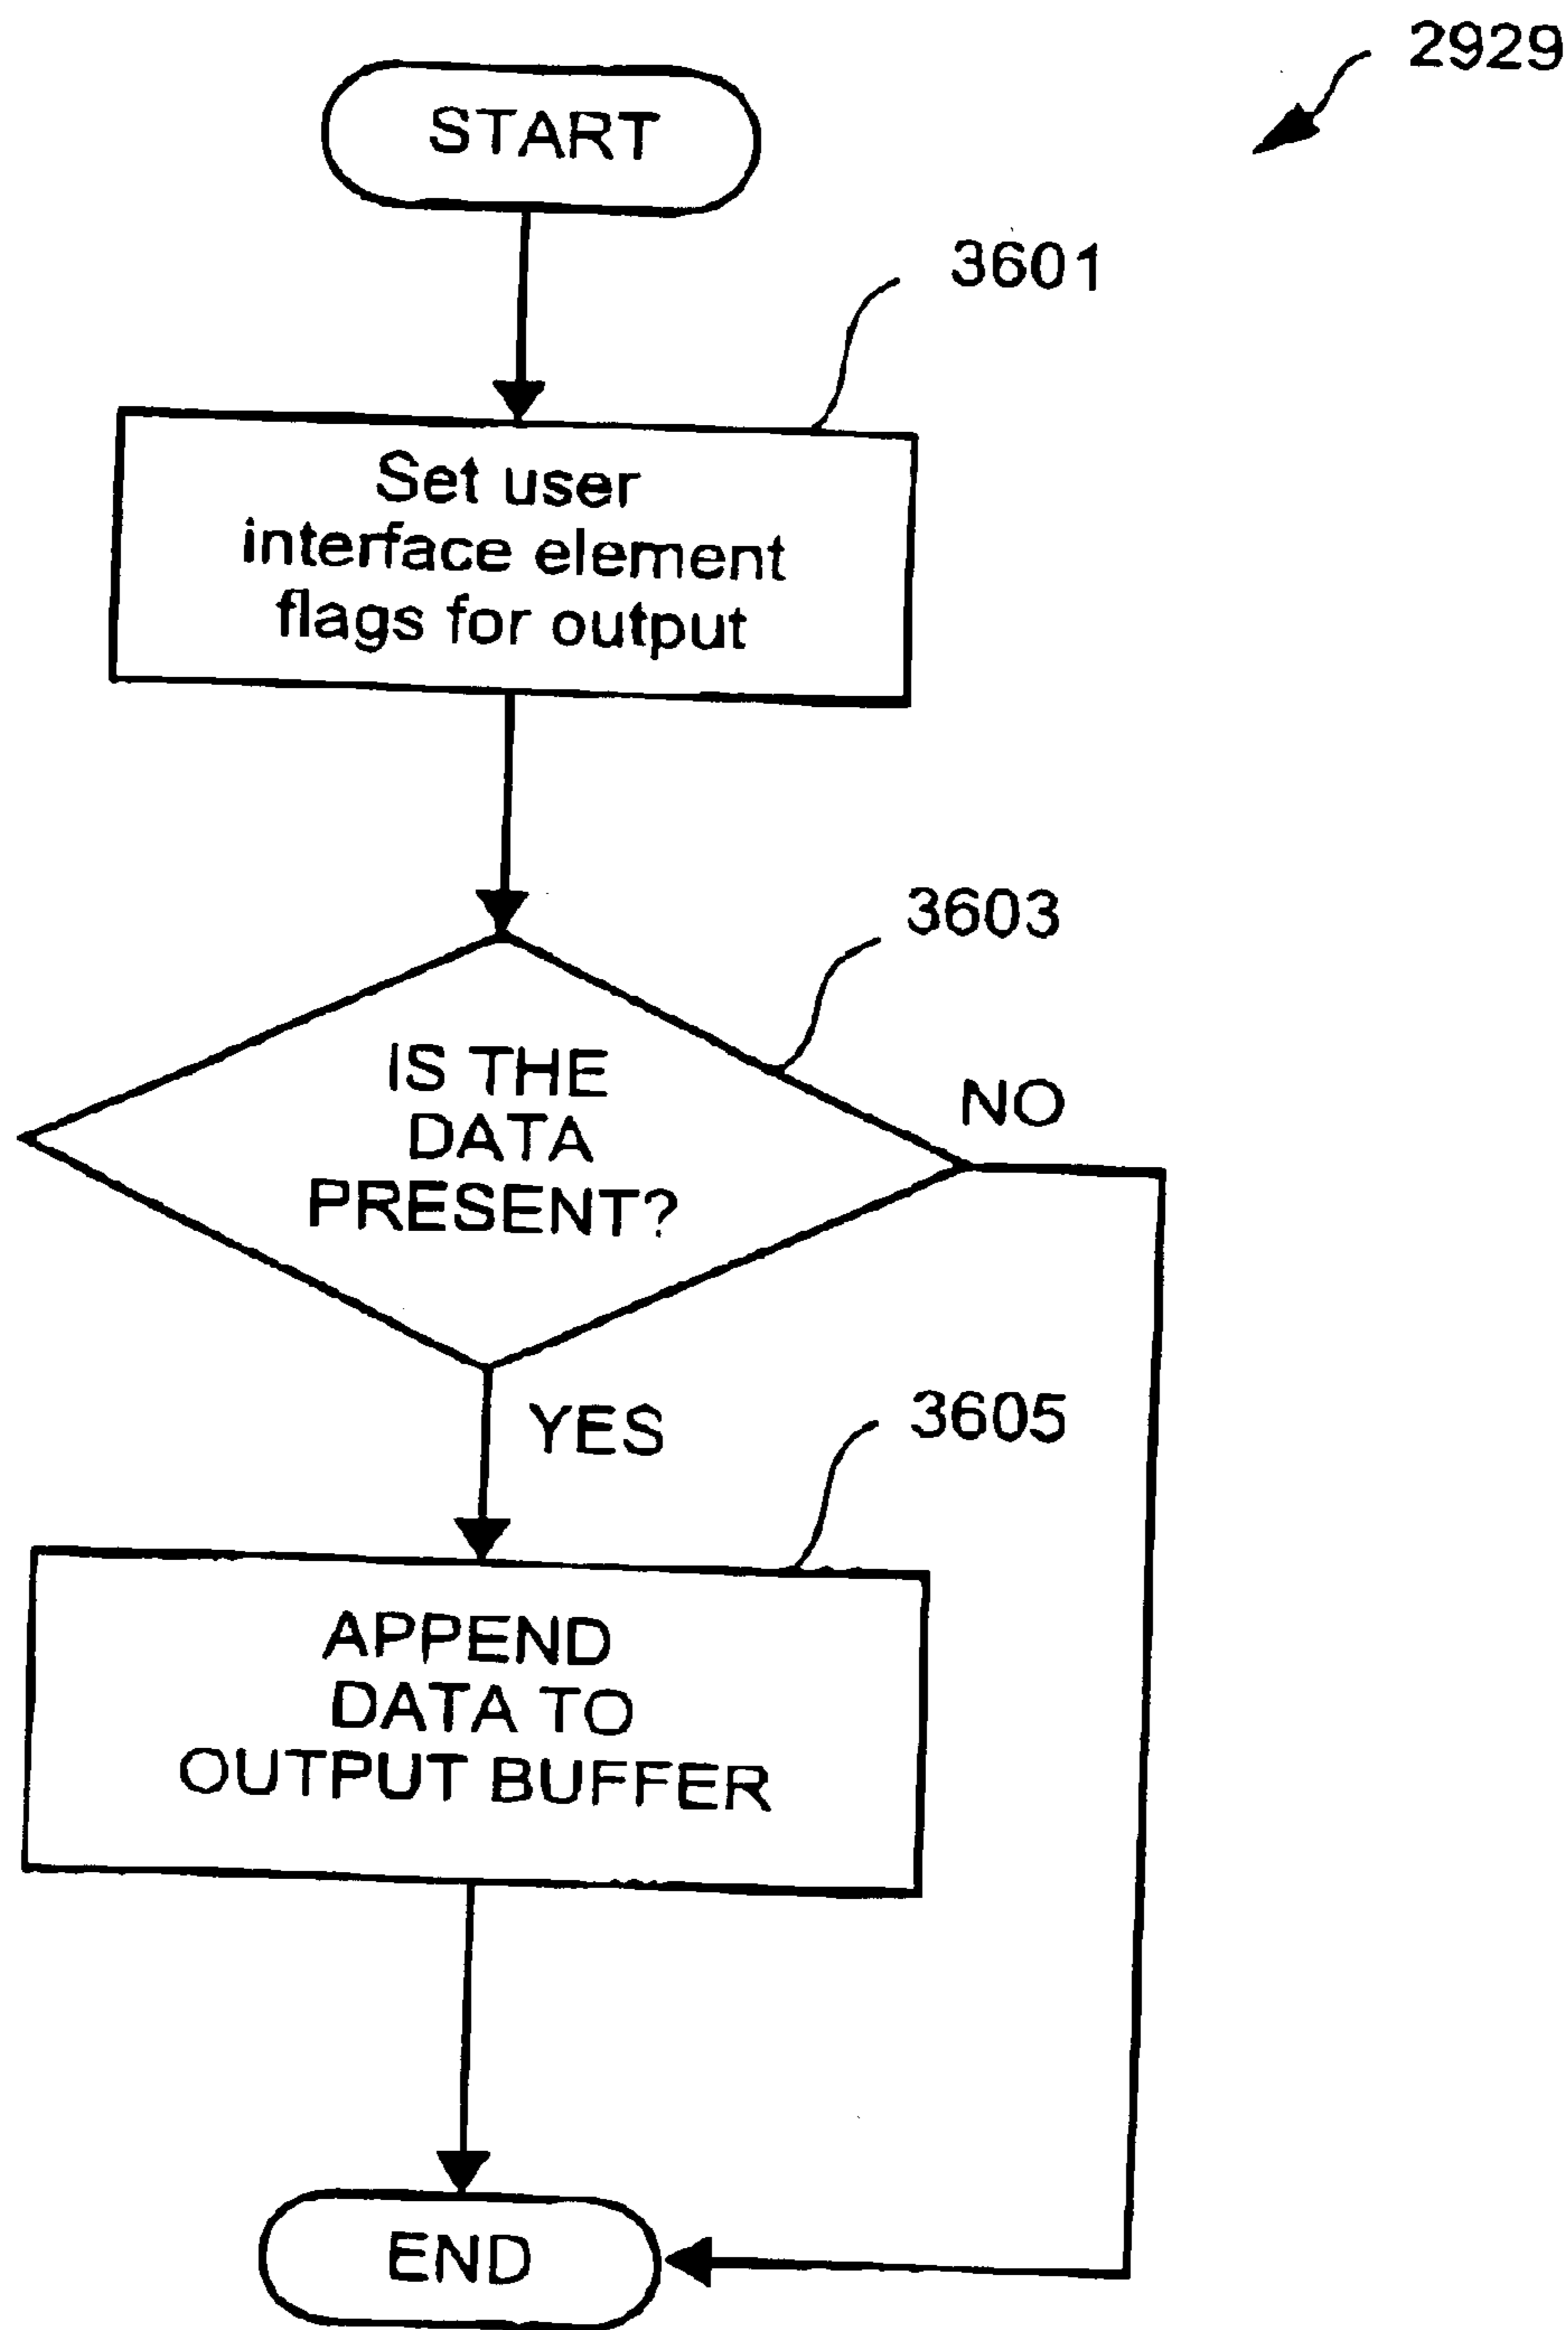 2929
START
3601
Set user
interface element
flags for output
3603
IS THE
DATA
PRESENT?
NO
YES
3605
APPEND
DATA TO
OUTPUT BUFFER
END